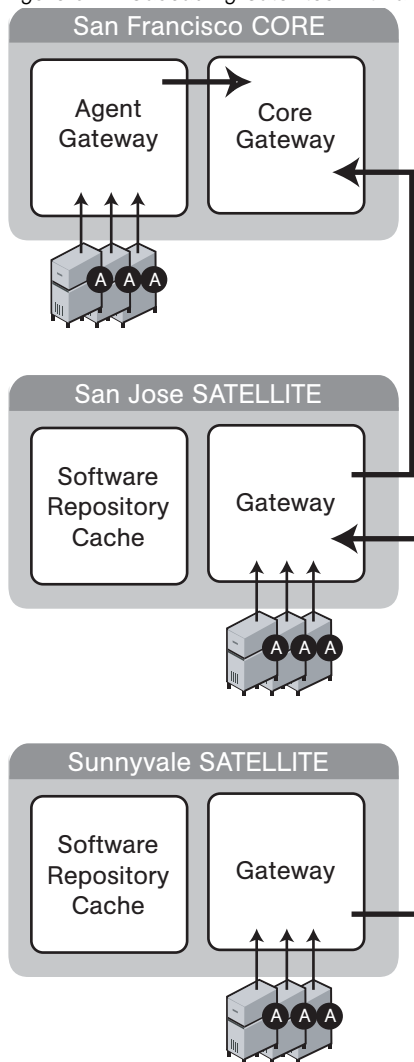 San Francisco CORE
Agent
Gateway
Core
Gateway
A A A
San Jose SATELLITE
Software
Repository
Cache
Gateway
A A A
Sunnyvale SATELLITE
Software
Repository
Cache
Gateway
A A A